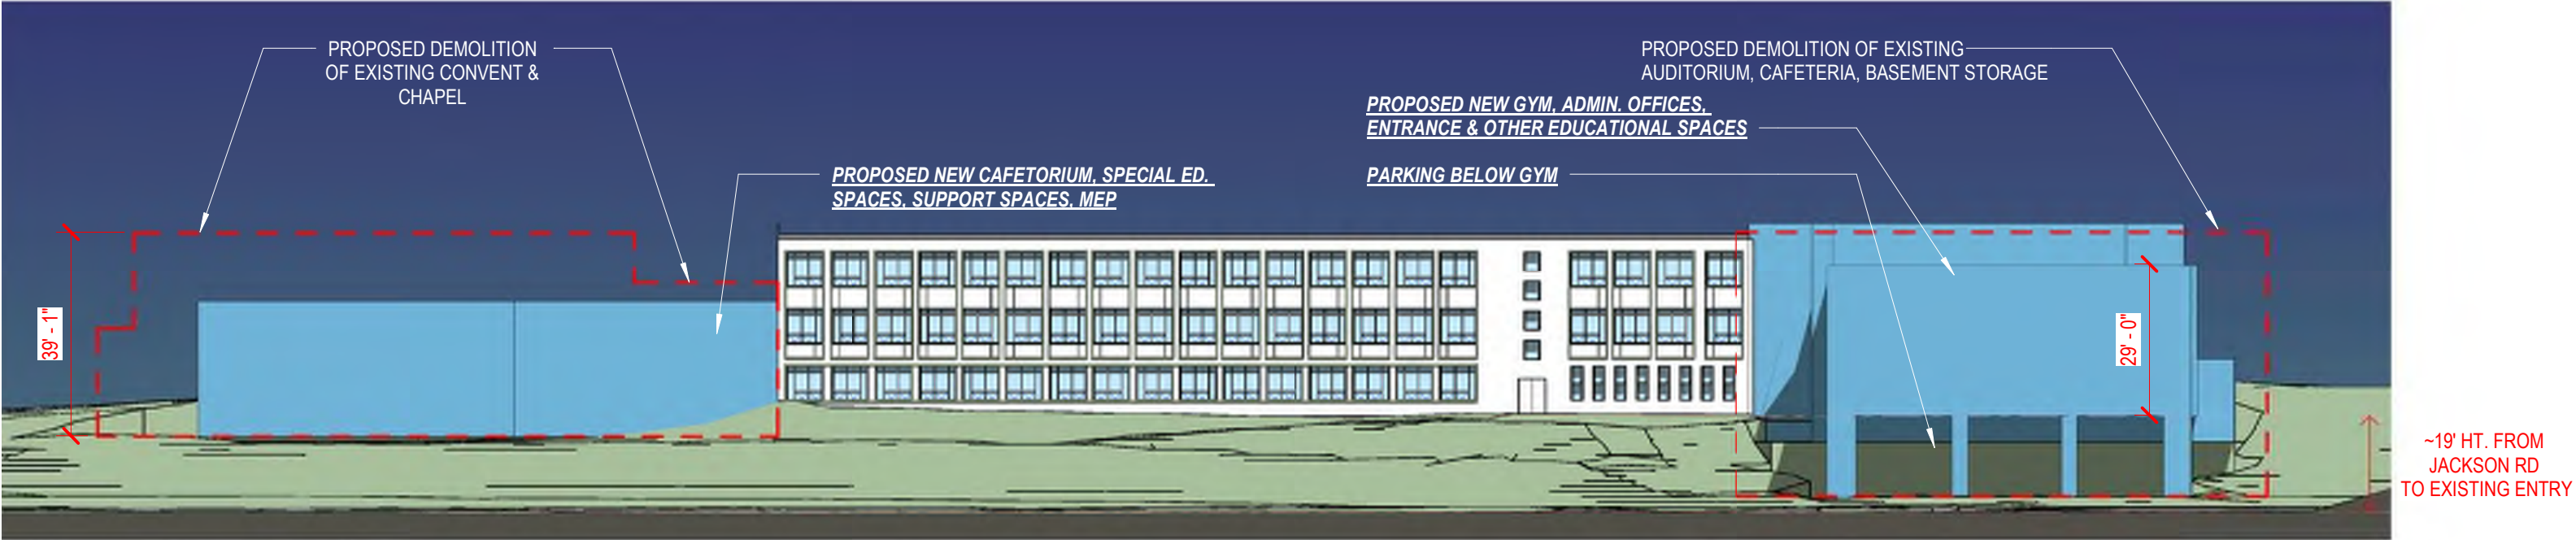 PROPOSED DEMOLITION
OF EXISTING CONVENT &
CHAPEL
PROPOSED DEMOLITION OF EXISTING
AUDITORIUM, CAFETERIA, BASEMENT STORAGE
PROPOSED NEW GYM, ADMIN. OFFICES,
ENTRANCE & OTHER EDUCATIONAL SPACES
PROPOSED NEW CAFETORIUM, SPECIAL ED.
SPACES, SUPPORT SPACES, MEP
PARKING BELOW GYM
39' - 1"
29' - 0"
~19' HT. FROM
JACKSON RD
TO EXISTING ENTRY